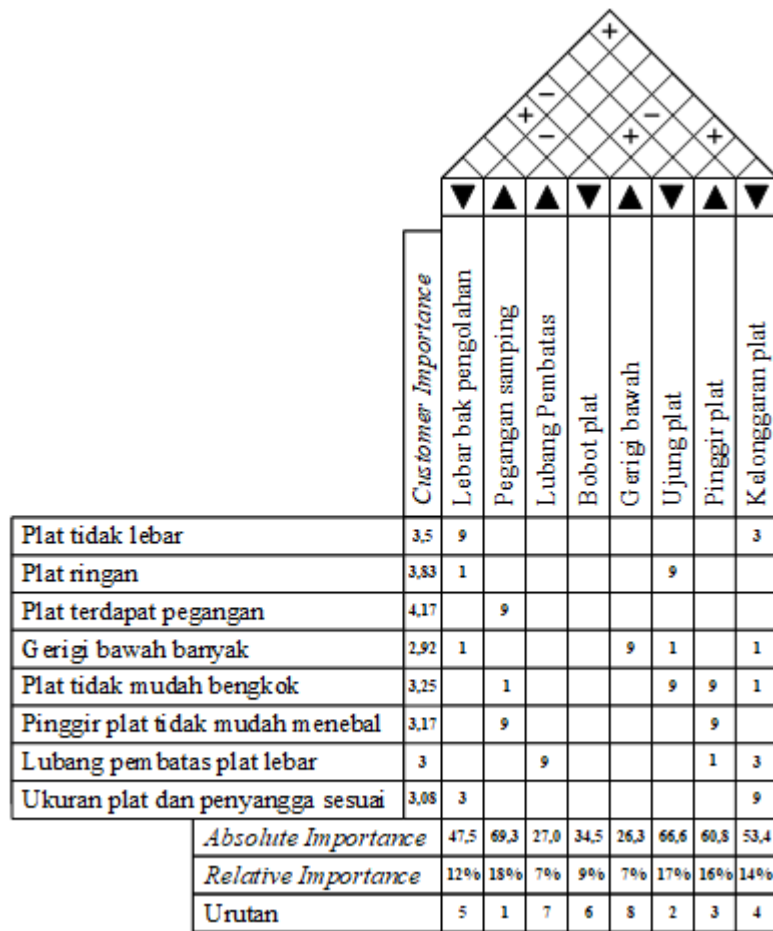 +
−
+
−
−
+
+
▼ ▲ ▲ ▼ ▲ ▼ ▲ ▼
Customer Importance
Lebar bak pengolahan
Pegangan samping
Lubang Pembatas
Bobot plat
Gerigi bawah
Ujung plat
Pinggir plat
Kelonggaran plat
Plat tidak lebar 3,5 9 3
Plat ringan 3,83 1 9
Plat terdapat pegangan 4,17 9
Gerigi bawah banyak 2,92 1 9 1 1
Plat tidak mudah bengkok 3,25 1 9 9 1
Pinggir plat tidak mudah menebal 3,17 9 9
Lubang pembatas plat lebar 3 9 1 3
Ukuran plat dan penyangga sesuai 3,08 3 9
Absolute Importance 47,5 69,3 27,0 34,5 26,3 66,6 60,8 53,4
Relative Importance 12% 18% 7% 9% 7% 17% 16% 14%
Urutan 5 1 7 6 8 2 3 4